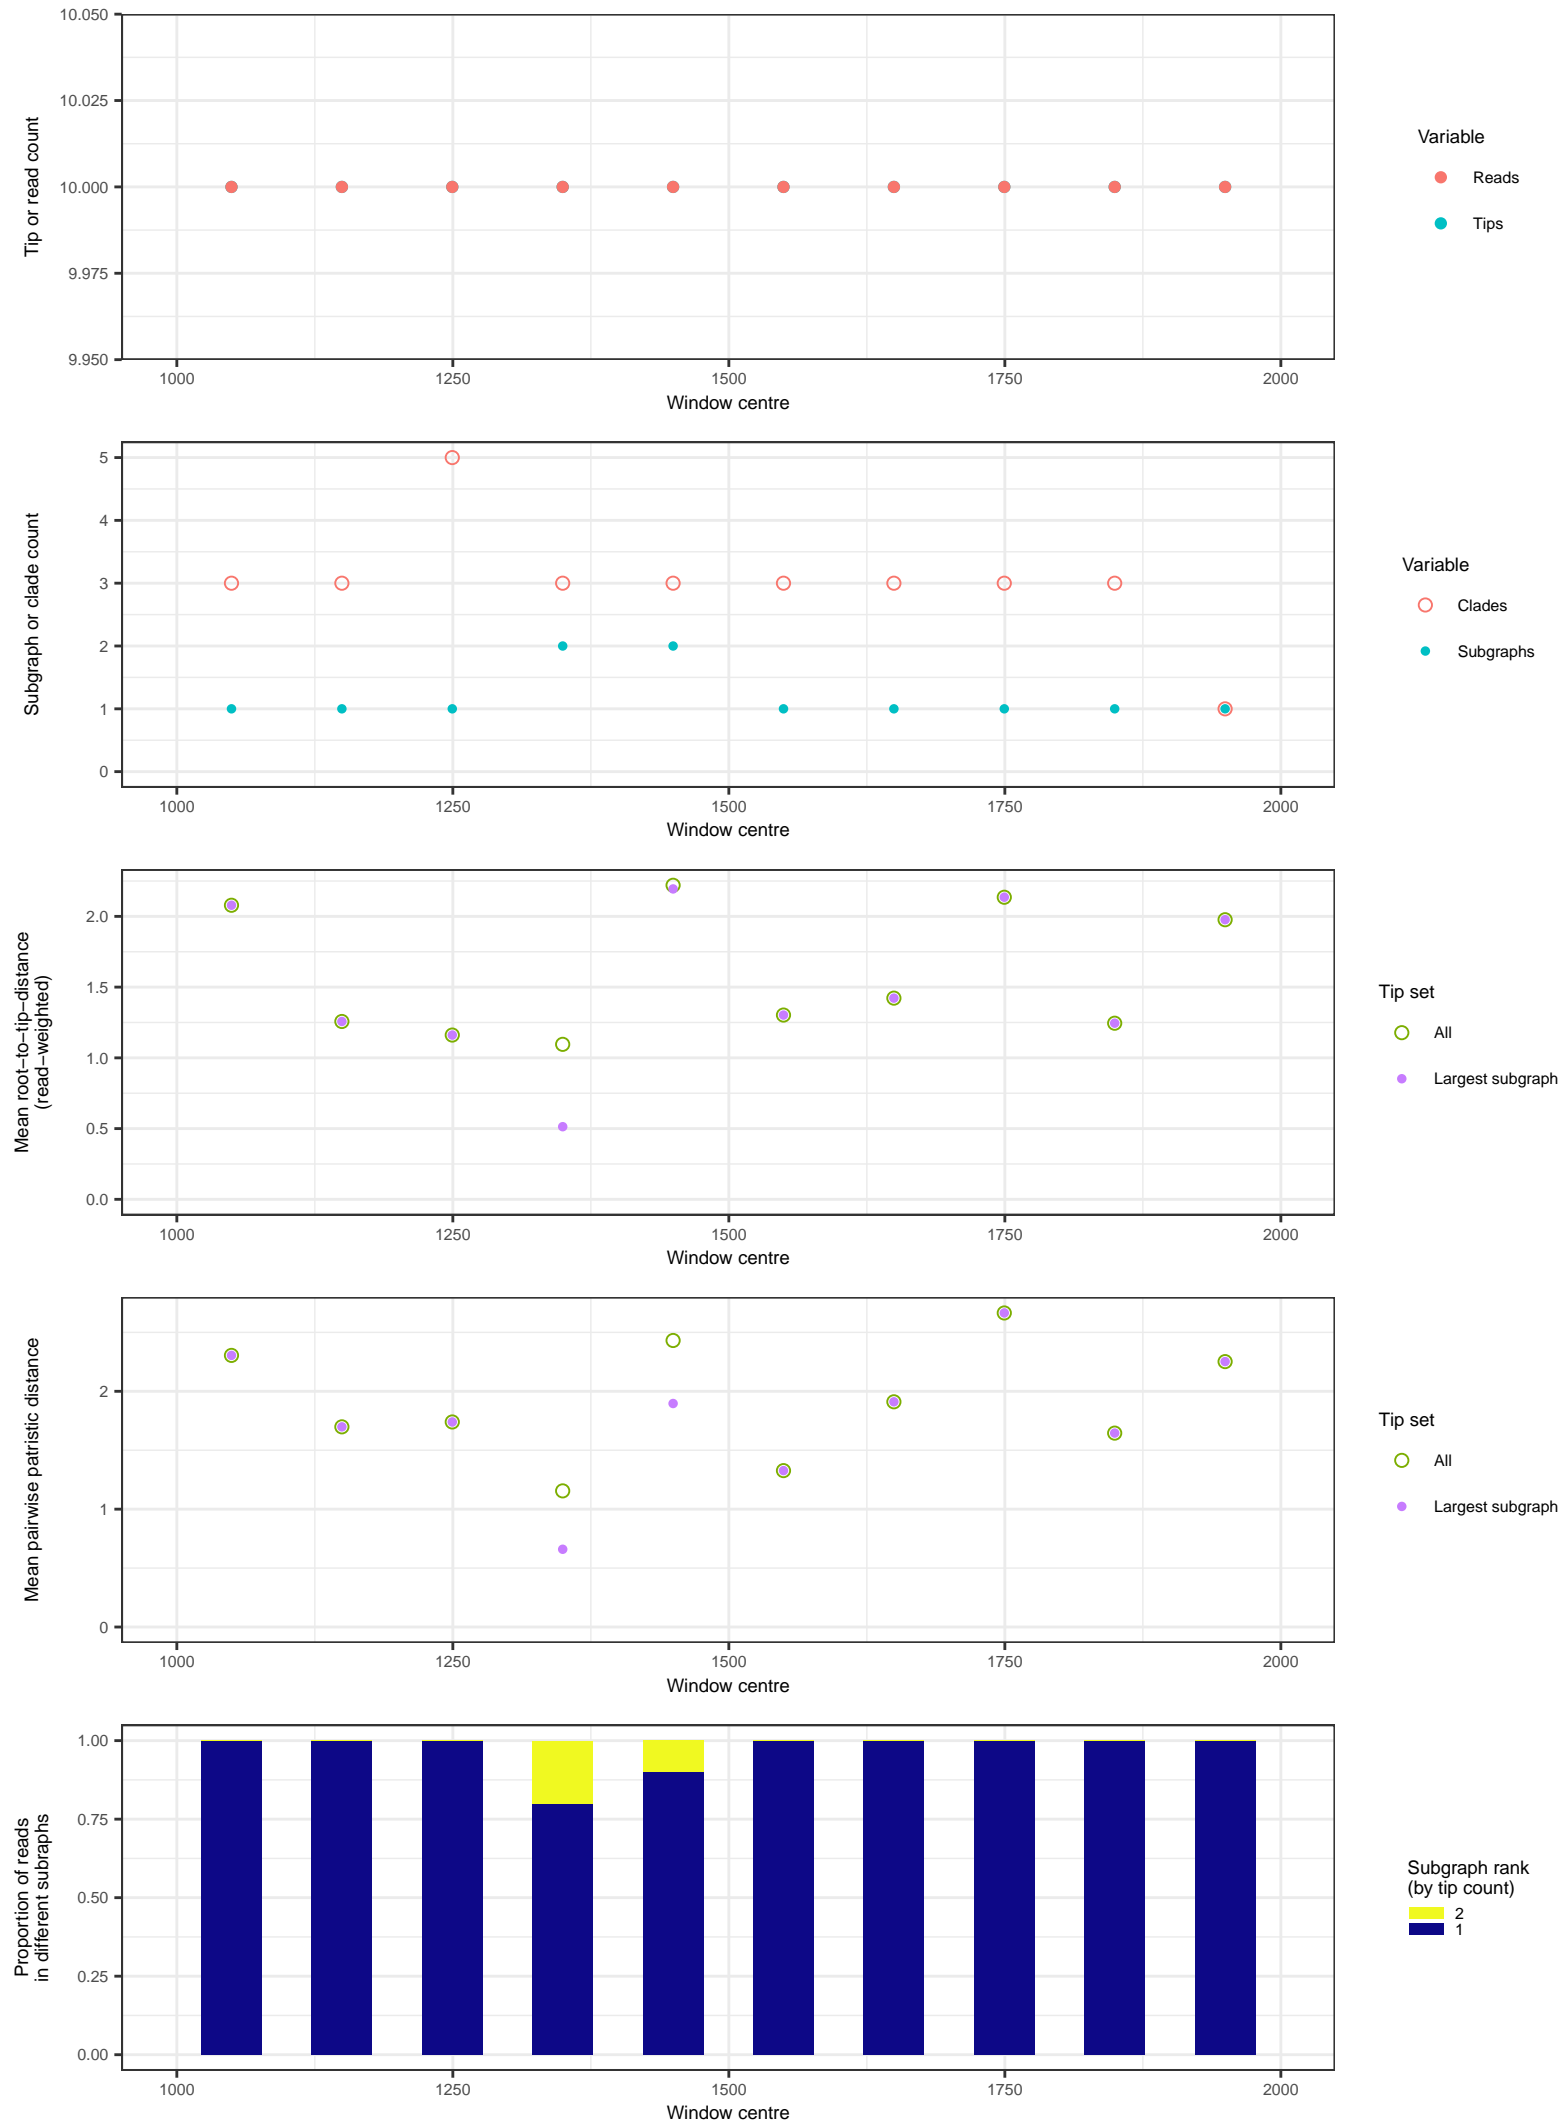 10.050
10.025
10.000
9.975
9.950
Tip or read count
1000 1250 1500 1750 2000
Window centre
Variable
Reads
Tips
5
4
3
2
1
0
Subgraph or clade count
1000 1250 1500 1750 2000
Window centre
Variable
Clades
Subgraphs
2.0
1.5
1.0
0.5
0.0
Mean root−to−tip−distance
(read−weighted)
1000 1250 1500 1750 2000
Window centre
Tip set
All
Largest subgraph
2
1
0
Mean pairwise patristic distance
1000 1250 1500 1750 2000
Window centre
Tip set
All
Largest subgraph
1.00
0.75
0.50
0.25
0.00
Proportion of reads
in different subraphs
1000 1250 1500 1750 2000
Window centre
Subgraph rank
(by tip count)
2
1